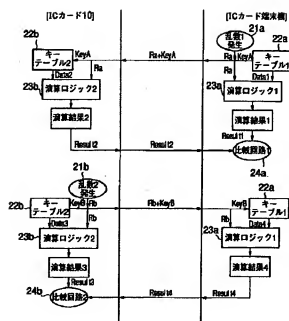 [ICカード10]
[ICカード端末機]
22b
21a
乱数1
発生
22a
キー
テーブル2
KeyA
Ra+KeyA
Ra
KeyA
キー
テーブル1
Data2
Ra
Ra
Data1
23b
演算ロジック2
23a
演算ロジック1
演算結果2
演算結果1
Result1
Result2
比較回路1
24a
21b
乱数2
発生
22b
22a
キー
テーブル2
KeyB
Rb
Rb+KeyB
KeyB
キー
テーブル1
Data3
Rb
Rb
Data4
23b
演算ロジック2
23a
演算ロジック1
演算結果3
演算結果4
Result3
24b
比較回路2
Result4
Result4